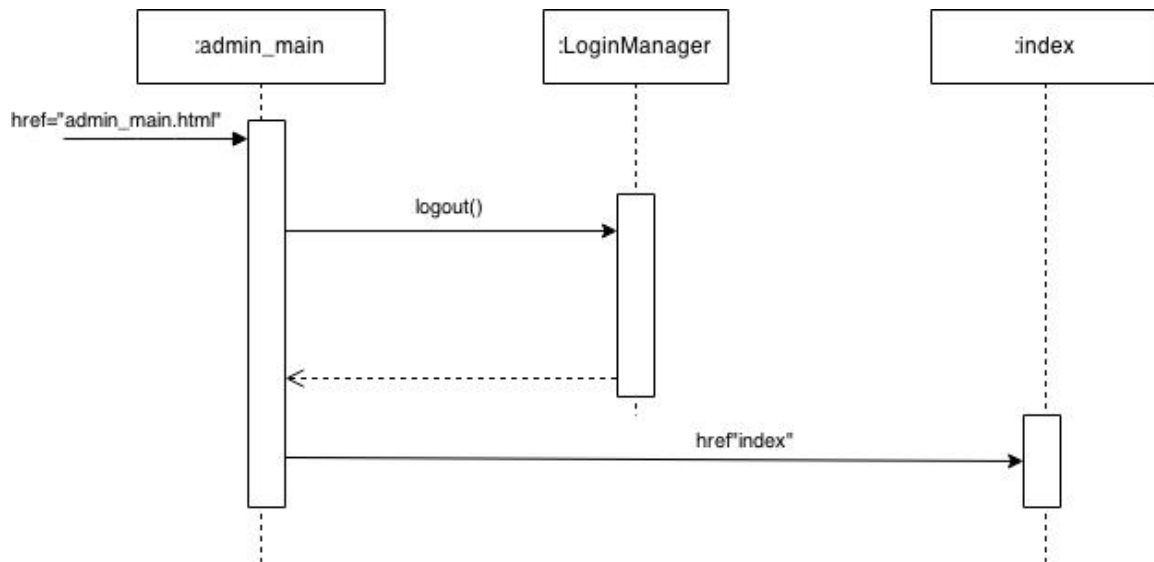 :admin_main
:LoginManager
:index
href="admin_main.html"
logout()
href"index"